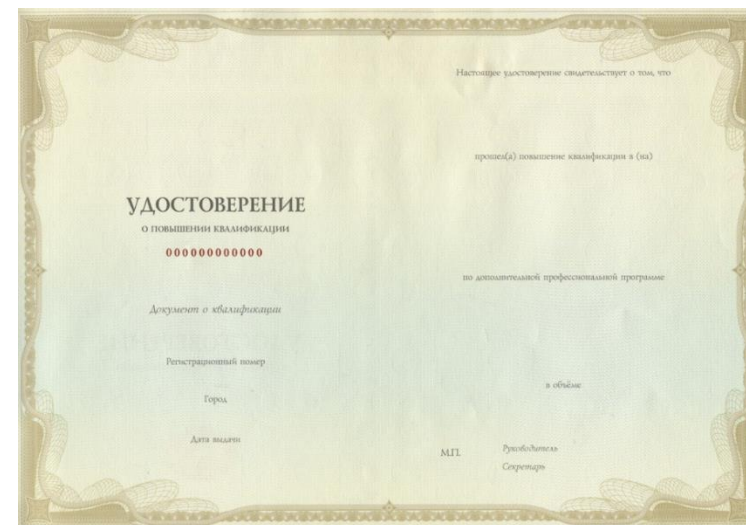 УДОСТОВЕРЕНИЕ
О ПОВЫШЕНИИ КВАЛИФИКАЦИИ
000000000000
Документ о квалификации
Регистрационный номер
Город
Дата выдачи
Настоящее удостоверение свидетельствует о том, что
прошел(а) повышение квалификации в (на)
по дополнительной профессиональной программе
в объёме
М.П.
Руководитель
Секретарь